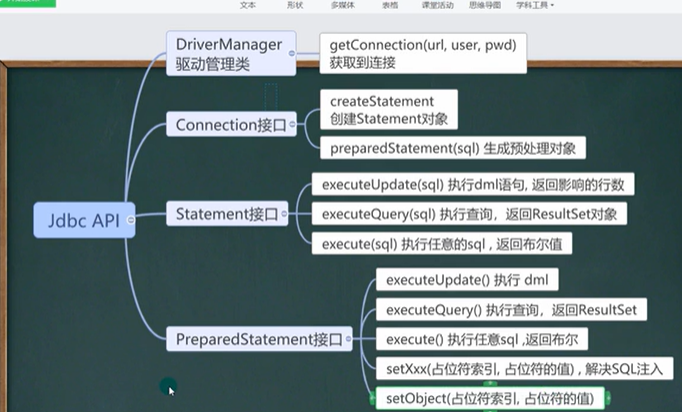 文本 形状 多媒体 表格 课堂活动 思维导图 学科工具
DriverManager
驱动管理类
getConnection(url, user, pwd)
获取到连接
Connection接口
createStatement
创建Statement对象
preparedStatement(sql) 生成预处理对象
Jdbc API
Statement接口
executeUpdate(sql) 执行dml语句, 返回影响的行数
executeQuery(sql) 执行查询，返回ResultSet对象
execute(sql) 执行任意的sql , 返回布尔值
PreparedStatement接口
executeUpdate() 执行 dml
executeQuery() 执行查询，返回ResultSet
execute() 执行任意sql ,返回布尔
setXxx(占位符索引, 占位符的值) , 解决SQL注入
setObject(占位符索引, 占位符的值)